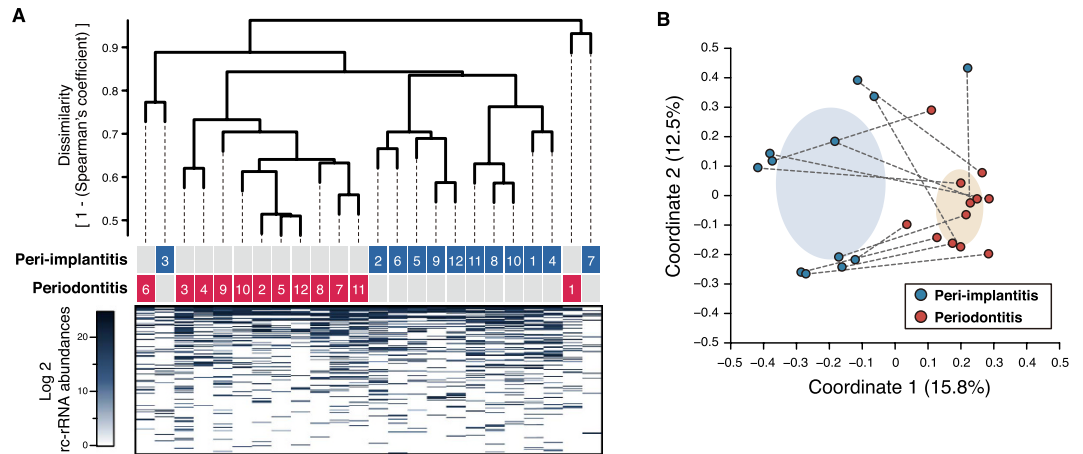 A
Dissimilarity
[ 1 - (Spearman's coefficient) ]
0.9
0.8
0.7
0.6
0.5
Peri-implantitis
3 2 6 5 9 12 11 8 10 1 4 7
Periodontitis
6 3 4 9 10 2 5 12 8 7 11 1
Log 2
rc-rRNA abundances
20
10
0
B
Coordinate 2 (12.5%)
0.5
0.4
0.3
0.2
0.1
0
−0.1
−0.2
−0.3
−0.4
−0.5
Peri-implantitis
Periodontitis
−0.5 −0.4 −0.3 −0.2 −0.1 0 0.1 0.2 0.3 0.4 0.5
Coordinate 1 (15.8%)